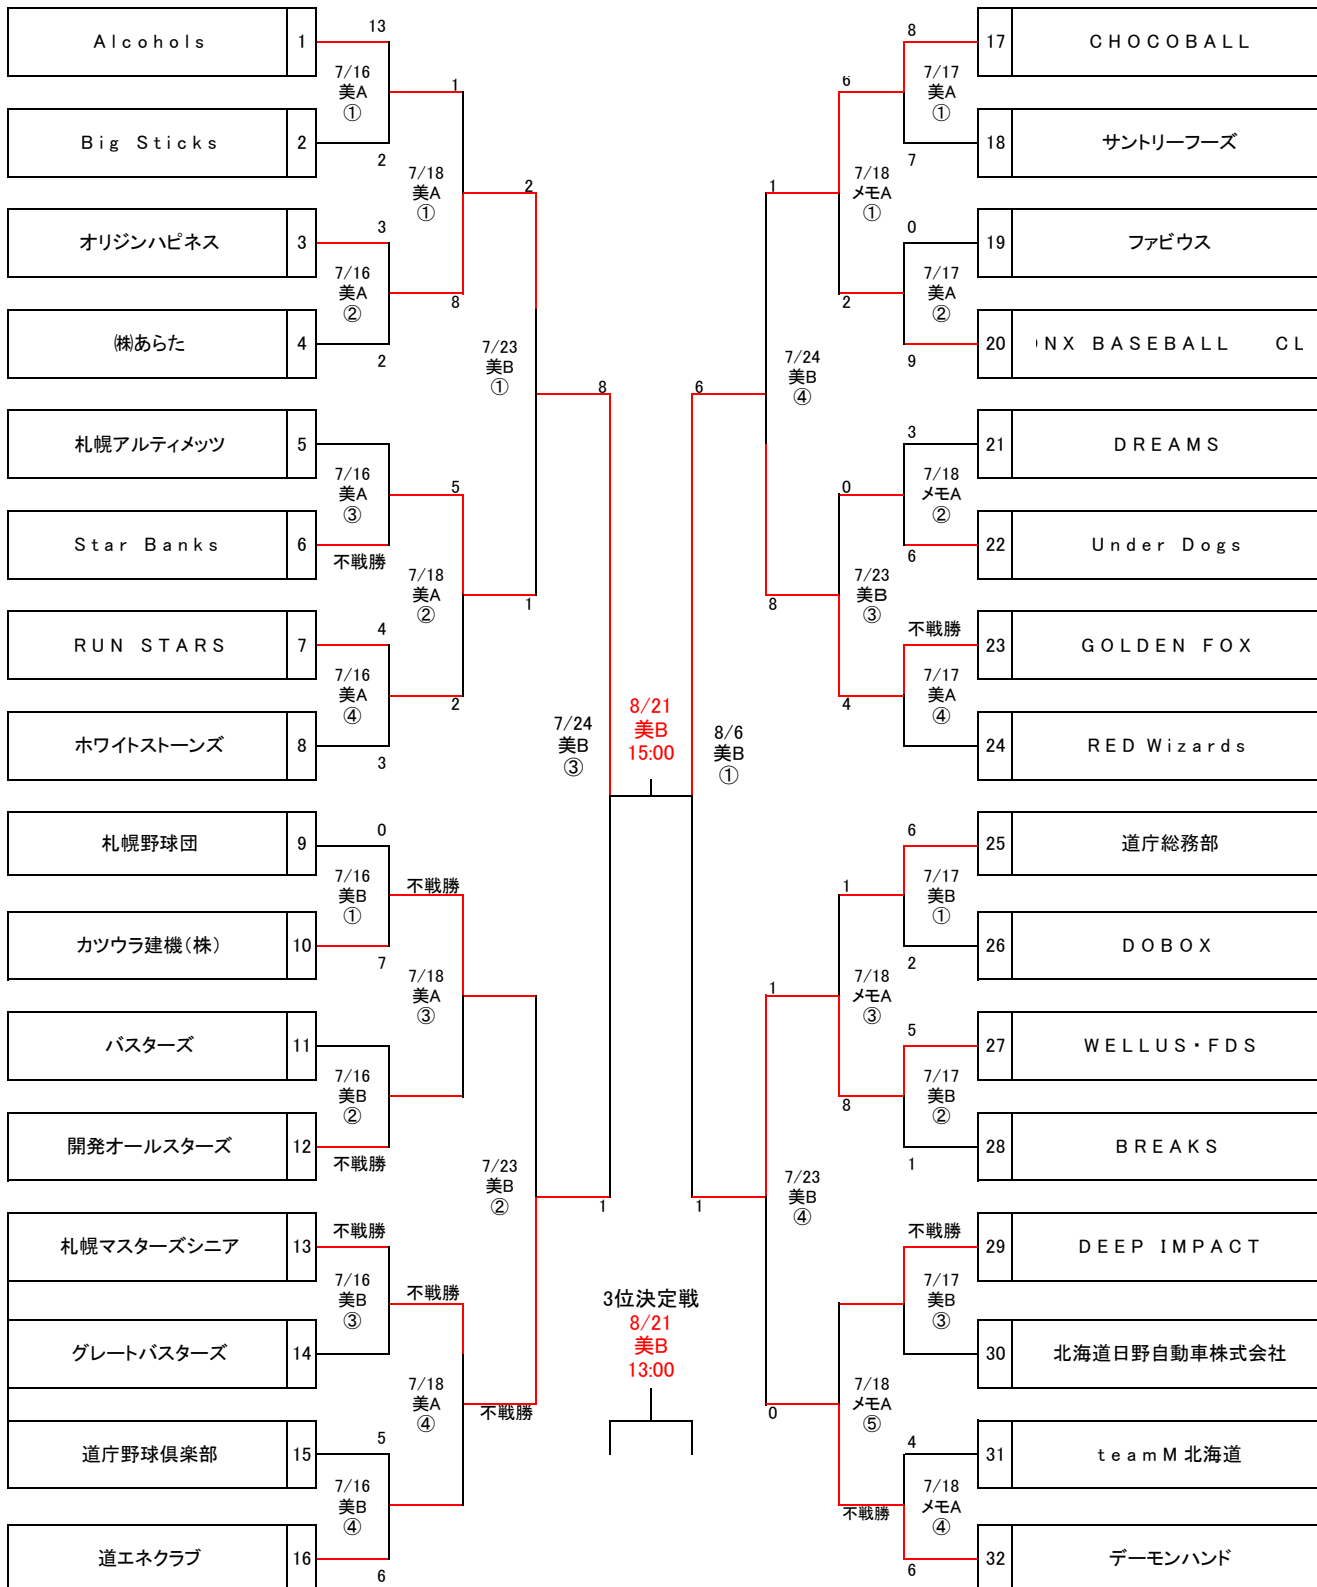 Alcohols 1
13
7/16
美A
①
1
Big Sticks 2
2
7/18
美A
①
2
オリジンハピネス 3
3
7/16
美A
②
8
㈱あらた 4
2
7/23
美B
①
8
札幌アルティメッツ 5
7/16
美A
③
5
Star Banks 6
不戦勝
7/18
美A
②
1
RUN STARS 7
4
7/16
美A
④
2
ホワイトストーンズ 8
3
7/24
美B
③
札幌野球団 9
0
7/16
美B
①
不戦勝
カツウラ建機(株) 10
7
7/18
美A
③
バスターズ 11
7/16
美B
②
開発オールスターズ 12
不戦勝
7/23
美B
②
1
札幌マスターズシニア 13
不戦勝
7/16
美B
③
不戦勝
グレートバスターズ 14
7/18
美A
④
不戦勝
道庁野球倶楽部 15
5
7/16
美B
④
道エネクラブ 16
6
8/21
美B
15:00
3位決定戦
8/21
美B
13:00
17 CHOCOBALL
8
7/17
美A
①
6
18 サントリーフーズ
7
7/18
メモA
①
1
19 ファビウス
0
7/17
美A
②
2
20 NX BASEBALL CL
9
7/24
美B
④
6
21 DREAMS
3
7/18
メモA
②
0
22 Under Dogs
6
7/23
美B
③
8
23 GOLDEN FOX
不戦勝
7/17
美A
④
4
24 RED Wizards
8/6
美B
①
25 道庁総務部
6
7/17
美B
①
1
26 DOBOX
2
7/18
メモA
③
1
27 WELLUS・FDS
5
7/17
美B
②
8
28 BREAKS
1
7/23
美B
④
1
29 DEEP IMPACT
不戦勝
7/17
美B
③
30 北海道日野自動車株式会社
7/18
メモA
⑤
0
31 teamM北海道
4
7/18
メモA
④
不戦勝
32 デーモンハンド
6